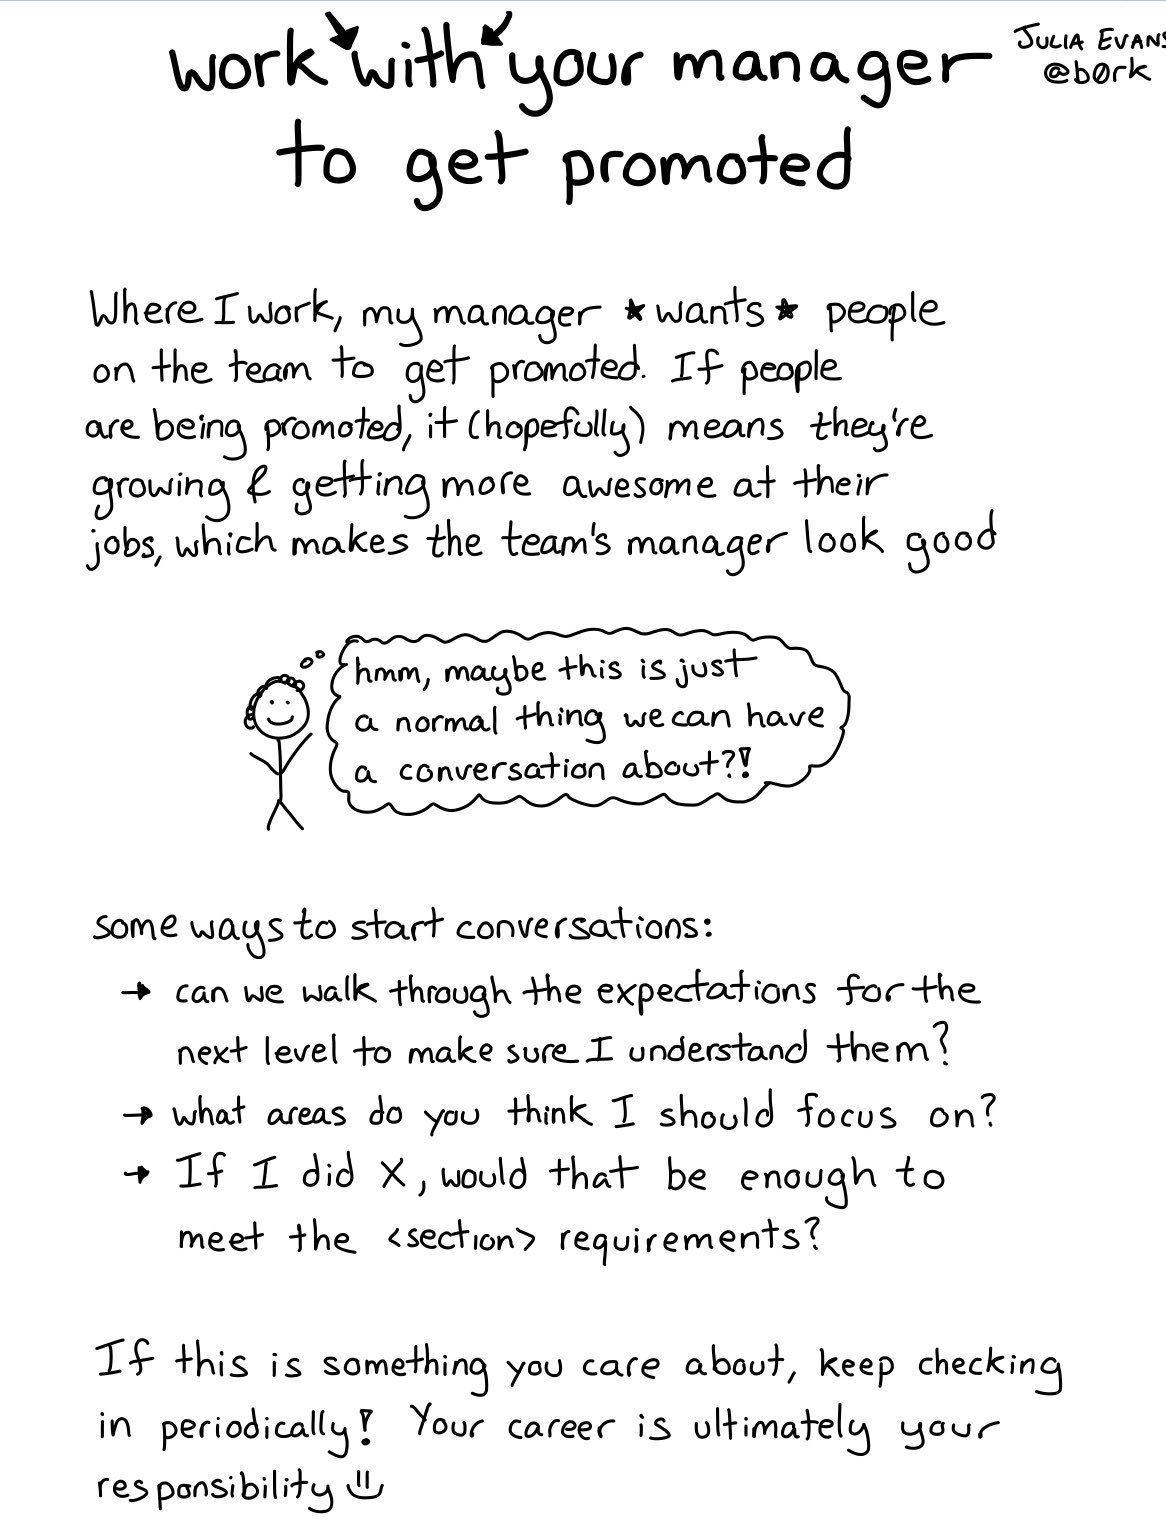 work with your manager
to get promoted
JULIA EVANS
@b0rk
Where I work, my manager *wants* people
on the team to get promoted. If people
are being promoted, it (hopefully) means they're
growing & getting more awesome at their
jobs, which makes the team's manager look good
hmm, maybe this is just
a normal thing we can have
a conversation about?!
some ways to start conversations:
→ can we walk through the expectations for the
next level to make sure I understand them?
→ what areas do you think I should focus on?
→ If I did X, would that be enough to
meet the <section> requirements?
If this is something you care about, keep checking
in periodically! Your career is ultimately your
responsibility